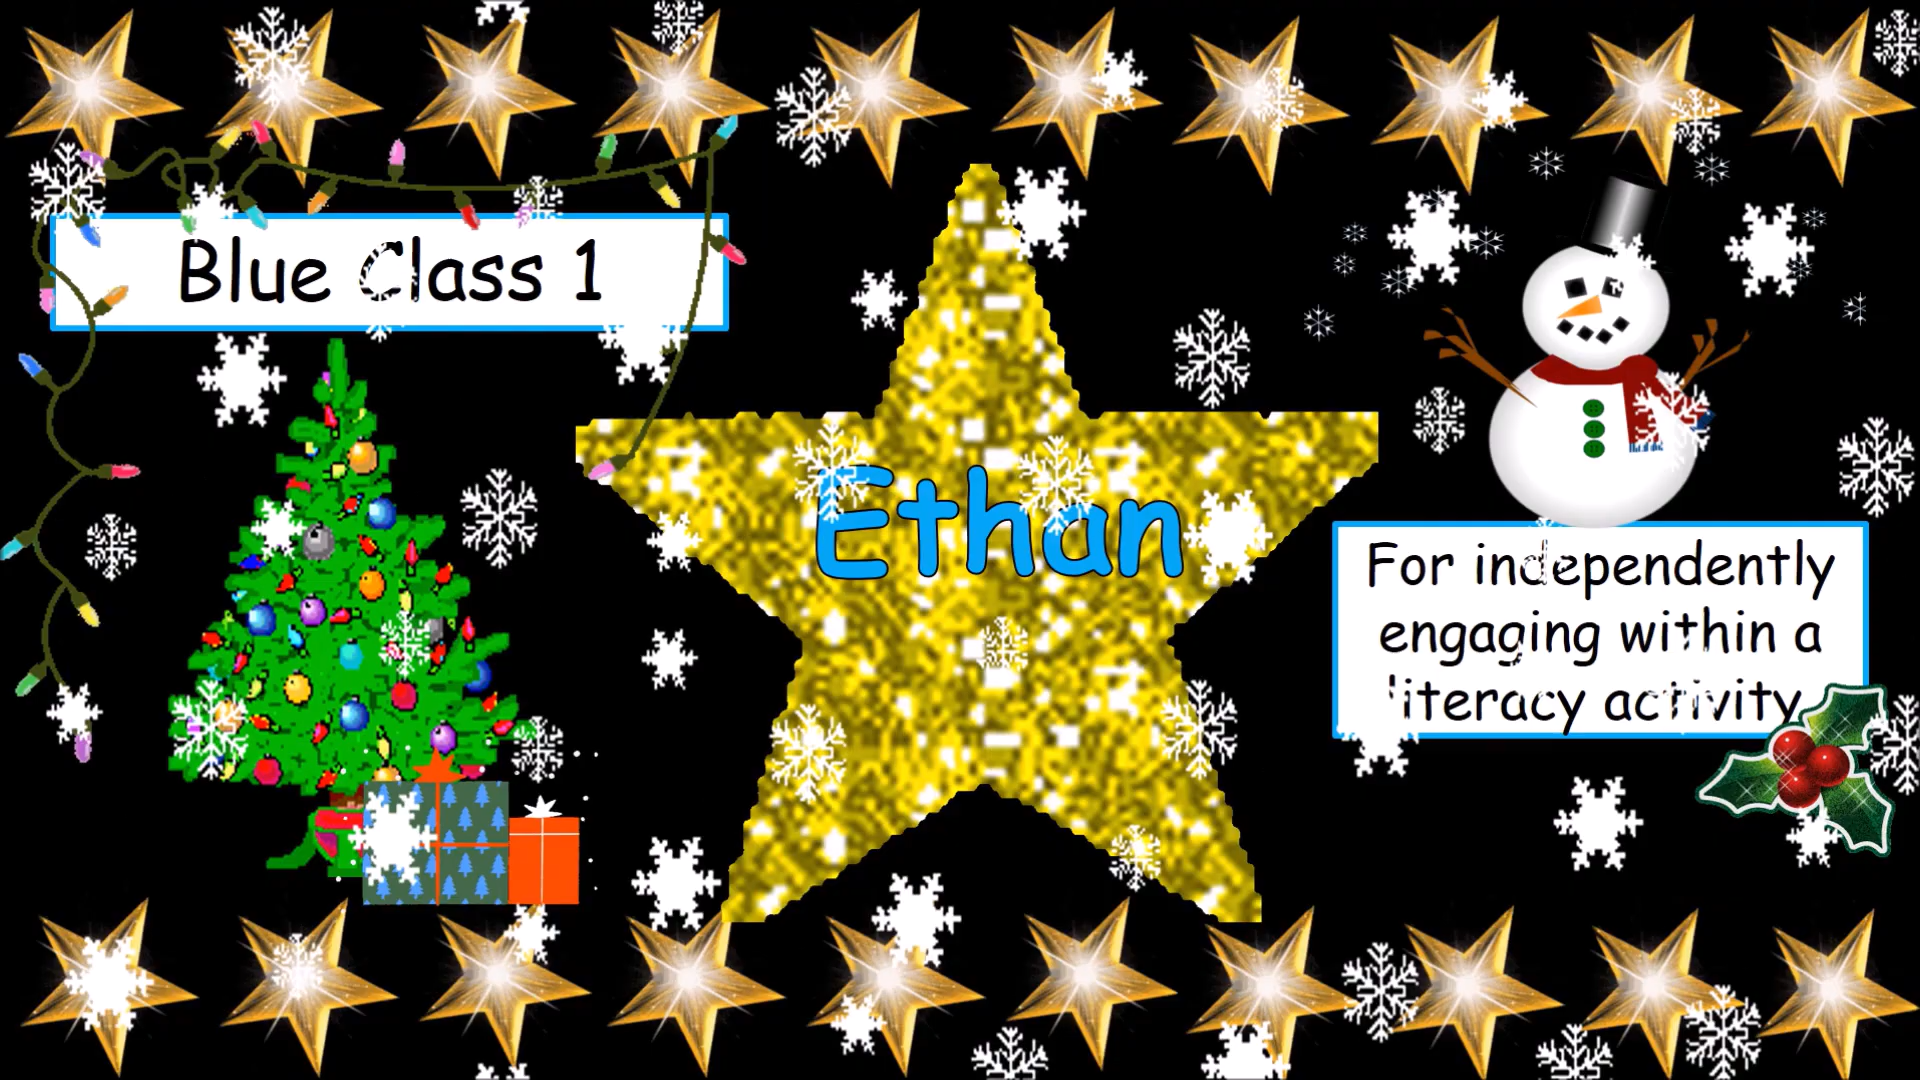 Blue Class 1
Ethan
For independently
engaging within a
literacy activity